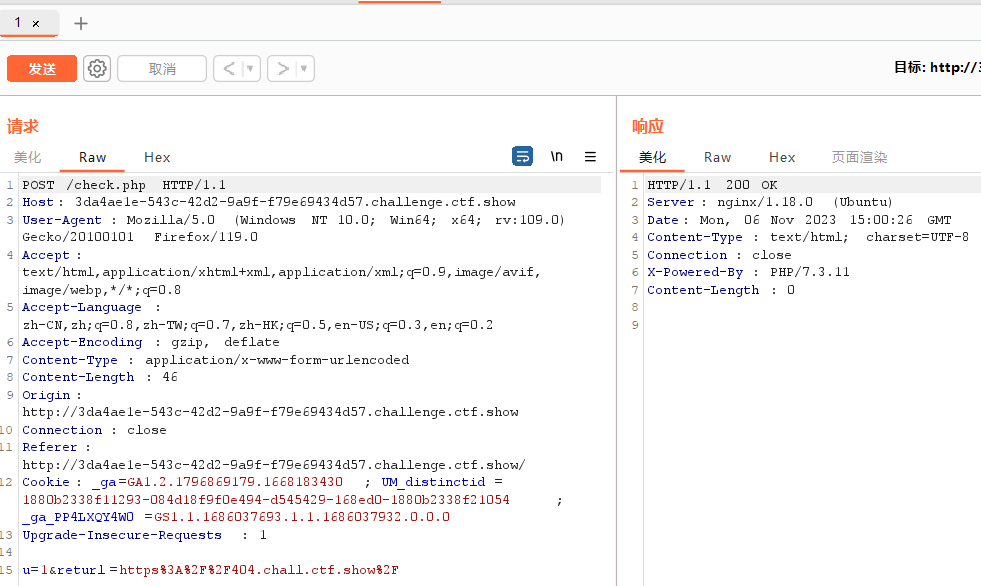 1 × +
发送 取消 < ▾ > ▾ 目标: http://3
请求
美化 Raw Hex \n
1 POST /check.php HTTP/1.1
2 Host: 3da4ae1e-543c-42d2-9a9f-f79e69434d57.challenge.ctf.show
3 User-Agent: Mozilla/5.0 (Windows NT 10.0; Win64; x64; rv:109.0)
Gecko/20100101 Firefox/119.0
4 Accept:
text/html,application/xhtml+xml,application/xml;q=0.9,image/avif,
image/webp,*/*;q=0.8
5 Accept-Language:
zh-CN,zh;q=0.8,zh-TW;q=0.7,zh-HK;q=0.5,en-US;q=0.3,en;q=0.2
6 Accept-Encoding: gzip, deflate
7 Content-Type: application/x-www-form-urlencoded
8 Content-Length: 46
9 Origin:
http://3da4ae1e-543c-42d2-9a9f-f79e69434d57.challenge.ctf.show
10 Connection: close
11 Referer:
http://3da4ae1e-543c-42d2-9a9f-f79e69434d57.challenge.ctf.show/
12 Cookie: _ga=GA1.2.1796869179.1668183430; UM_distinctid=
1880b2338f11293-084d18f9f0e494-d545429-168ed0-1880b2338f21054;
_ga_PP4LXQY4W0=GS1.1.1686037693.1.1.1686037932.0.0.0
13 Upgrade-Insecure-Requests: 1
14
15 u=1&returl=https%3A%2F%2F404.chall.ctf.show%2F
响应
美化 Raw Hex 页面渲染
1 HTTP/1.1 200 OK
2 Server: nginx/1.18.0 (Ubuntu)
3 Date: Mon, 06 Nov 2023 15:00:26 GMT
4 Content-Type: text/html; charset=UTF-8
5 Connection: close
6 X-Powered-By: PHP/7.3.11
7 Content-Length: 0
8
9